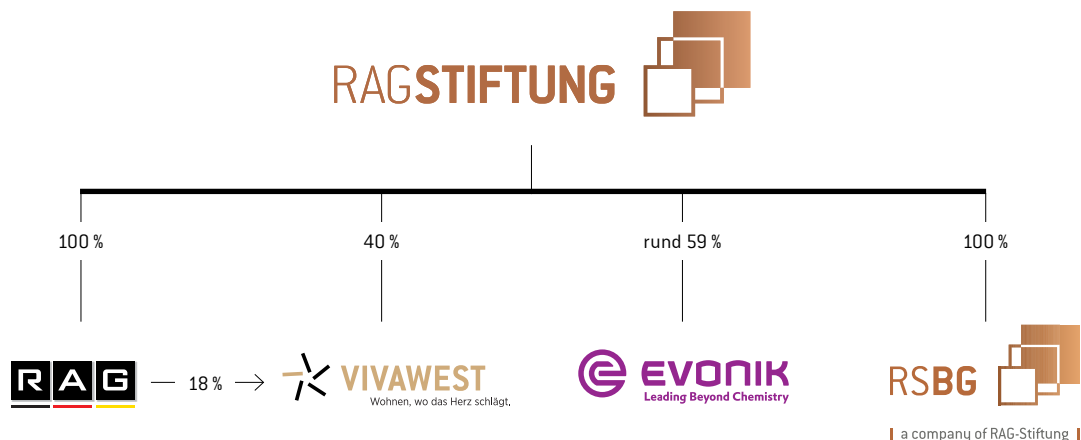 RAGSTIFTUNG
100 %
40 %
rund 59 %
100 %
RAG
18 %
VIVAWEST
Wohnen, wo das Herz schlägt.
EVONIK
Leading Beyond Chemistry
RSBG
a company of RAG-Stiftung